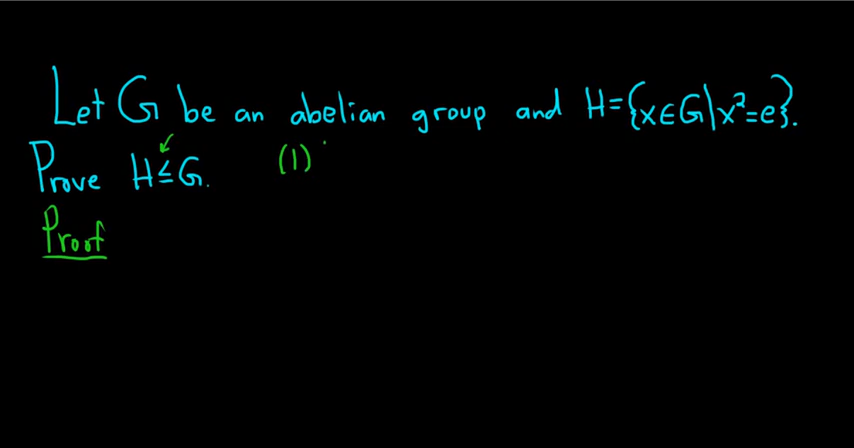 Let G be an abelian group and H={x∈G|x²=e}.
Prove H≤G. (1)
Proof